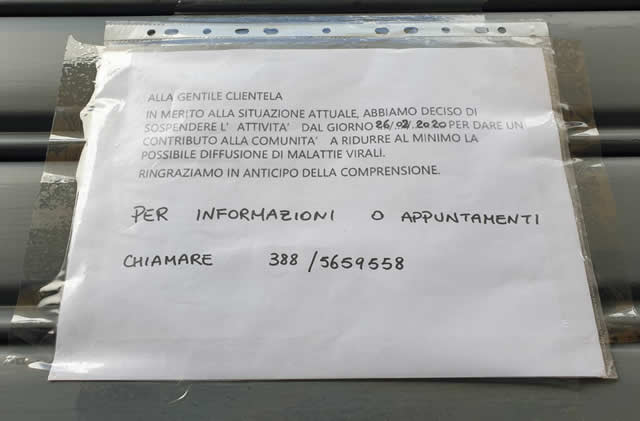 ALLA GENTILE CLIENTELA
IN MERITO ALLA SITUAZIONE ATTUALE, ABBIAMO DECISO DI
SOSPENDERE L' ATTIVITA' DAL GIORNO 26/02/2020 PER DARE UN
CONTRIBUTO ALLA COMUNITA' A RIDURRE AL MINIMO LA
POSSIBILE DIFFUSIONE DI MALATTIE VIRALI.
RINGRAZIAMO IN ANTICIPO DELLA COMPRENSIONE.
PER INFORMAZIONI O APPUNTAMENTI
CHIAMARE 388/5659558